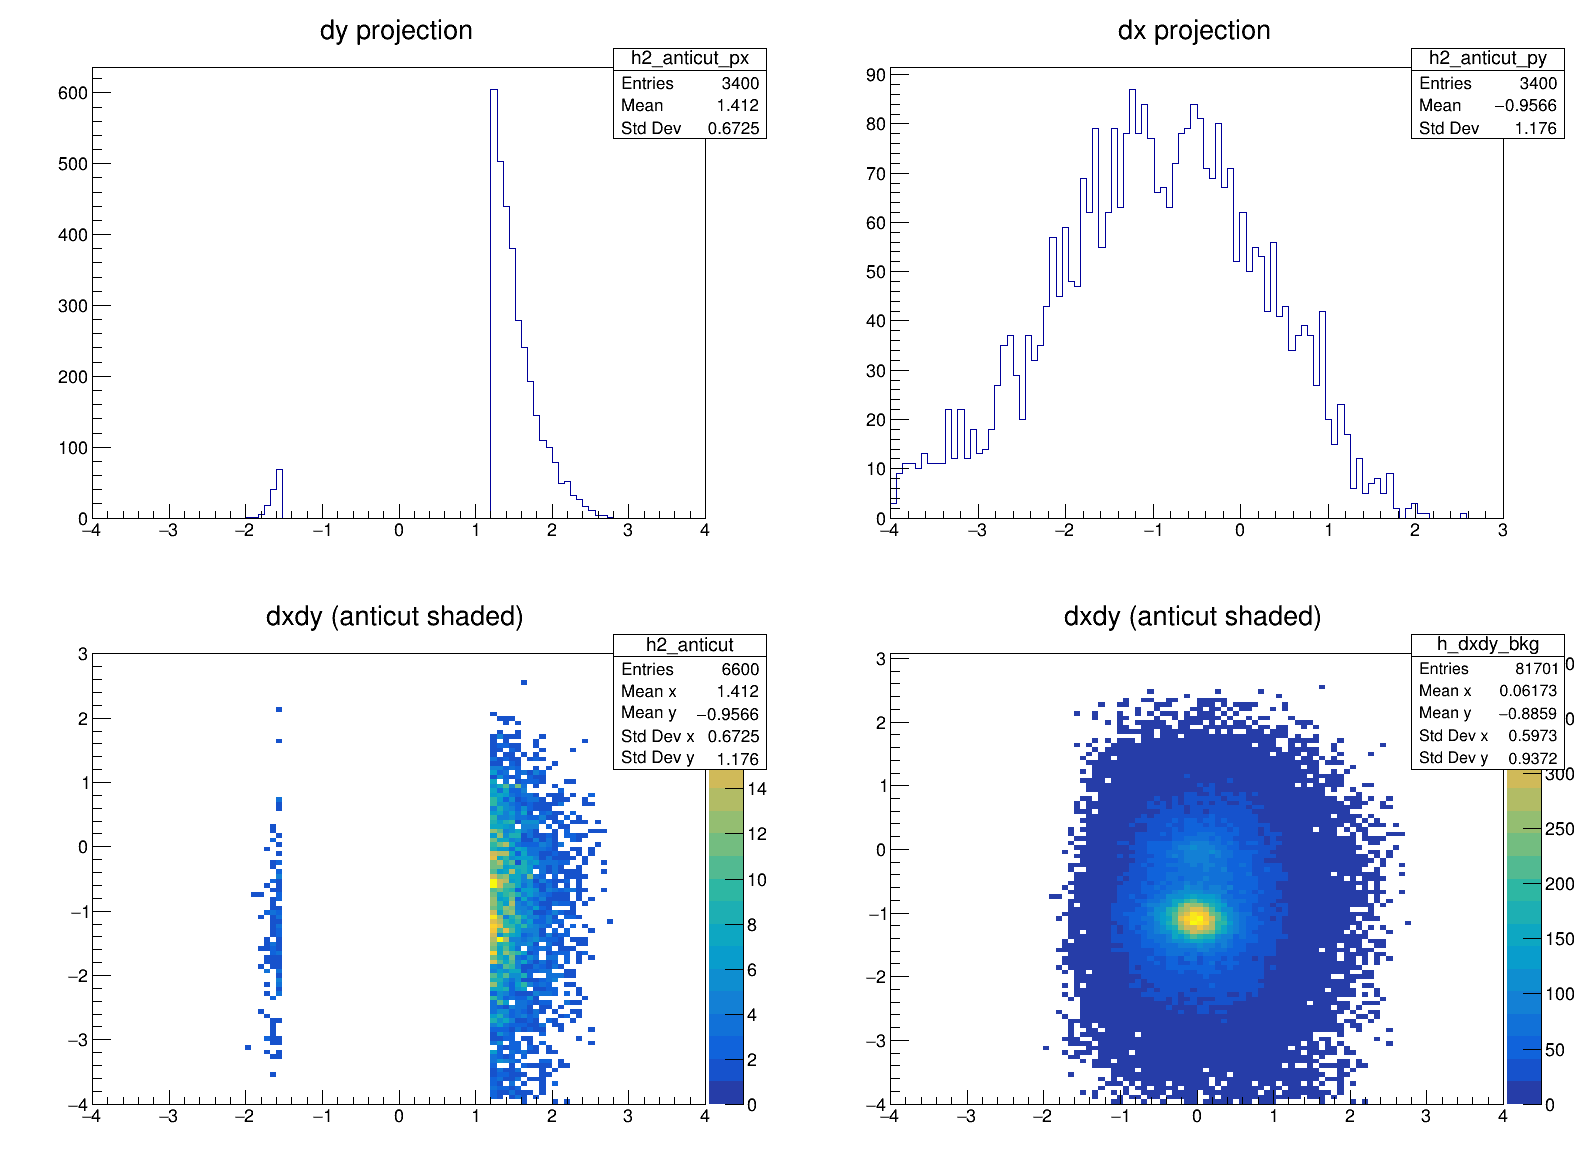 dy projection
h2_anticut_px
Entries 3400
Mean 1.412
Std Dev 0.6725
600
500
400
300
200
100
0
−4 −3 −2 −1 0 1 2 3 4
dx projection
h2_anticut_py
Entries 3400
Mean −0.9566
Std Dev 1.176
90
80
70
60
50
40
30
20
10
0
−4 −3 −2 −1 0 1 2 3
dxdy (anticut shaded)
h2_anticut
Entries 6600
Mean x 1.412
Mean y −0.9566
Std Dev x 0.6725
Std Dev y 1.176
3
2
1
0
−1
−2
−3
−4
−4 −3 −2 −1 0 1 2 3 4
14
12
10
8
6
4
2
0
dxdy (anticut shaded)
h_dxdy_bkg
Entries 81701
Mean x 0.06173
Mean y −0.8859
Std Dev x 0.5973
Std Dev y 0.9372
3
2
1
0
−1
−2
−3
−4
−4 −3 −2 −1 0 1 2 3 4
0
0
300
250
200
150
100
50
0